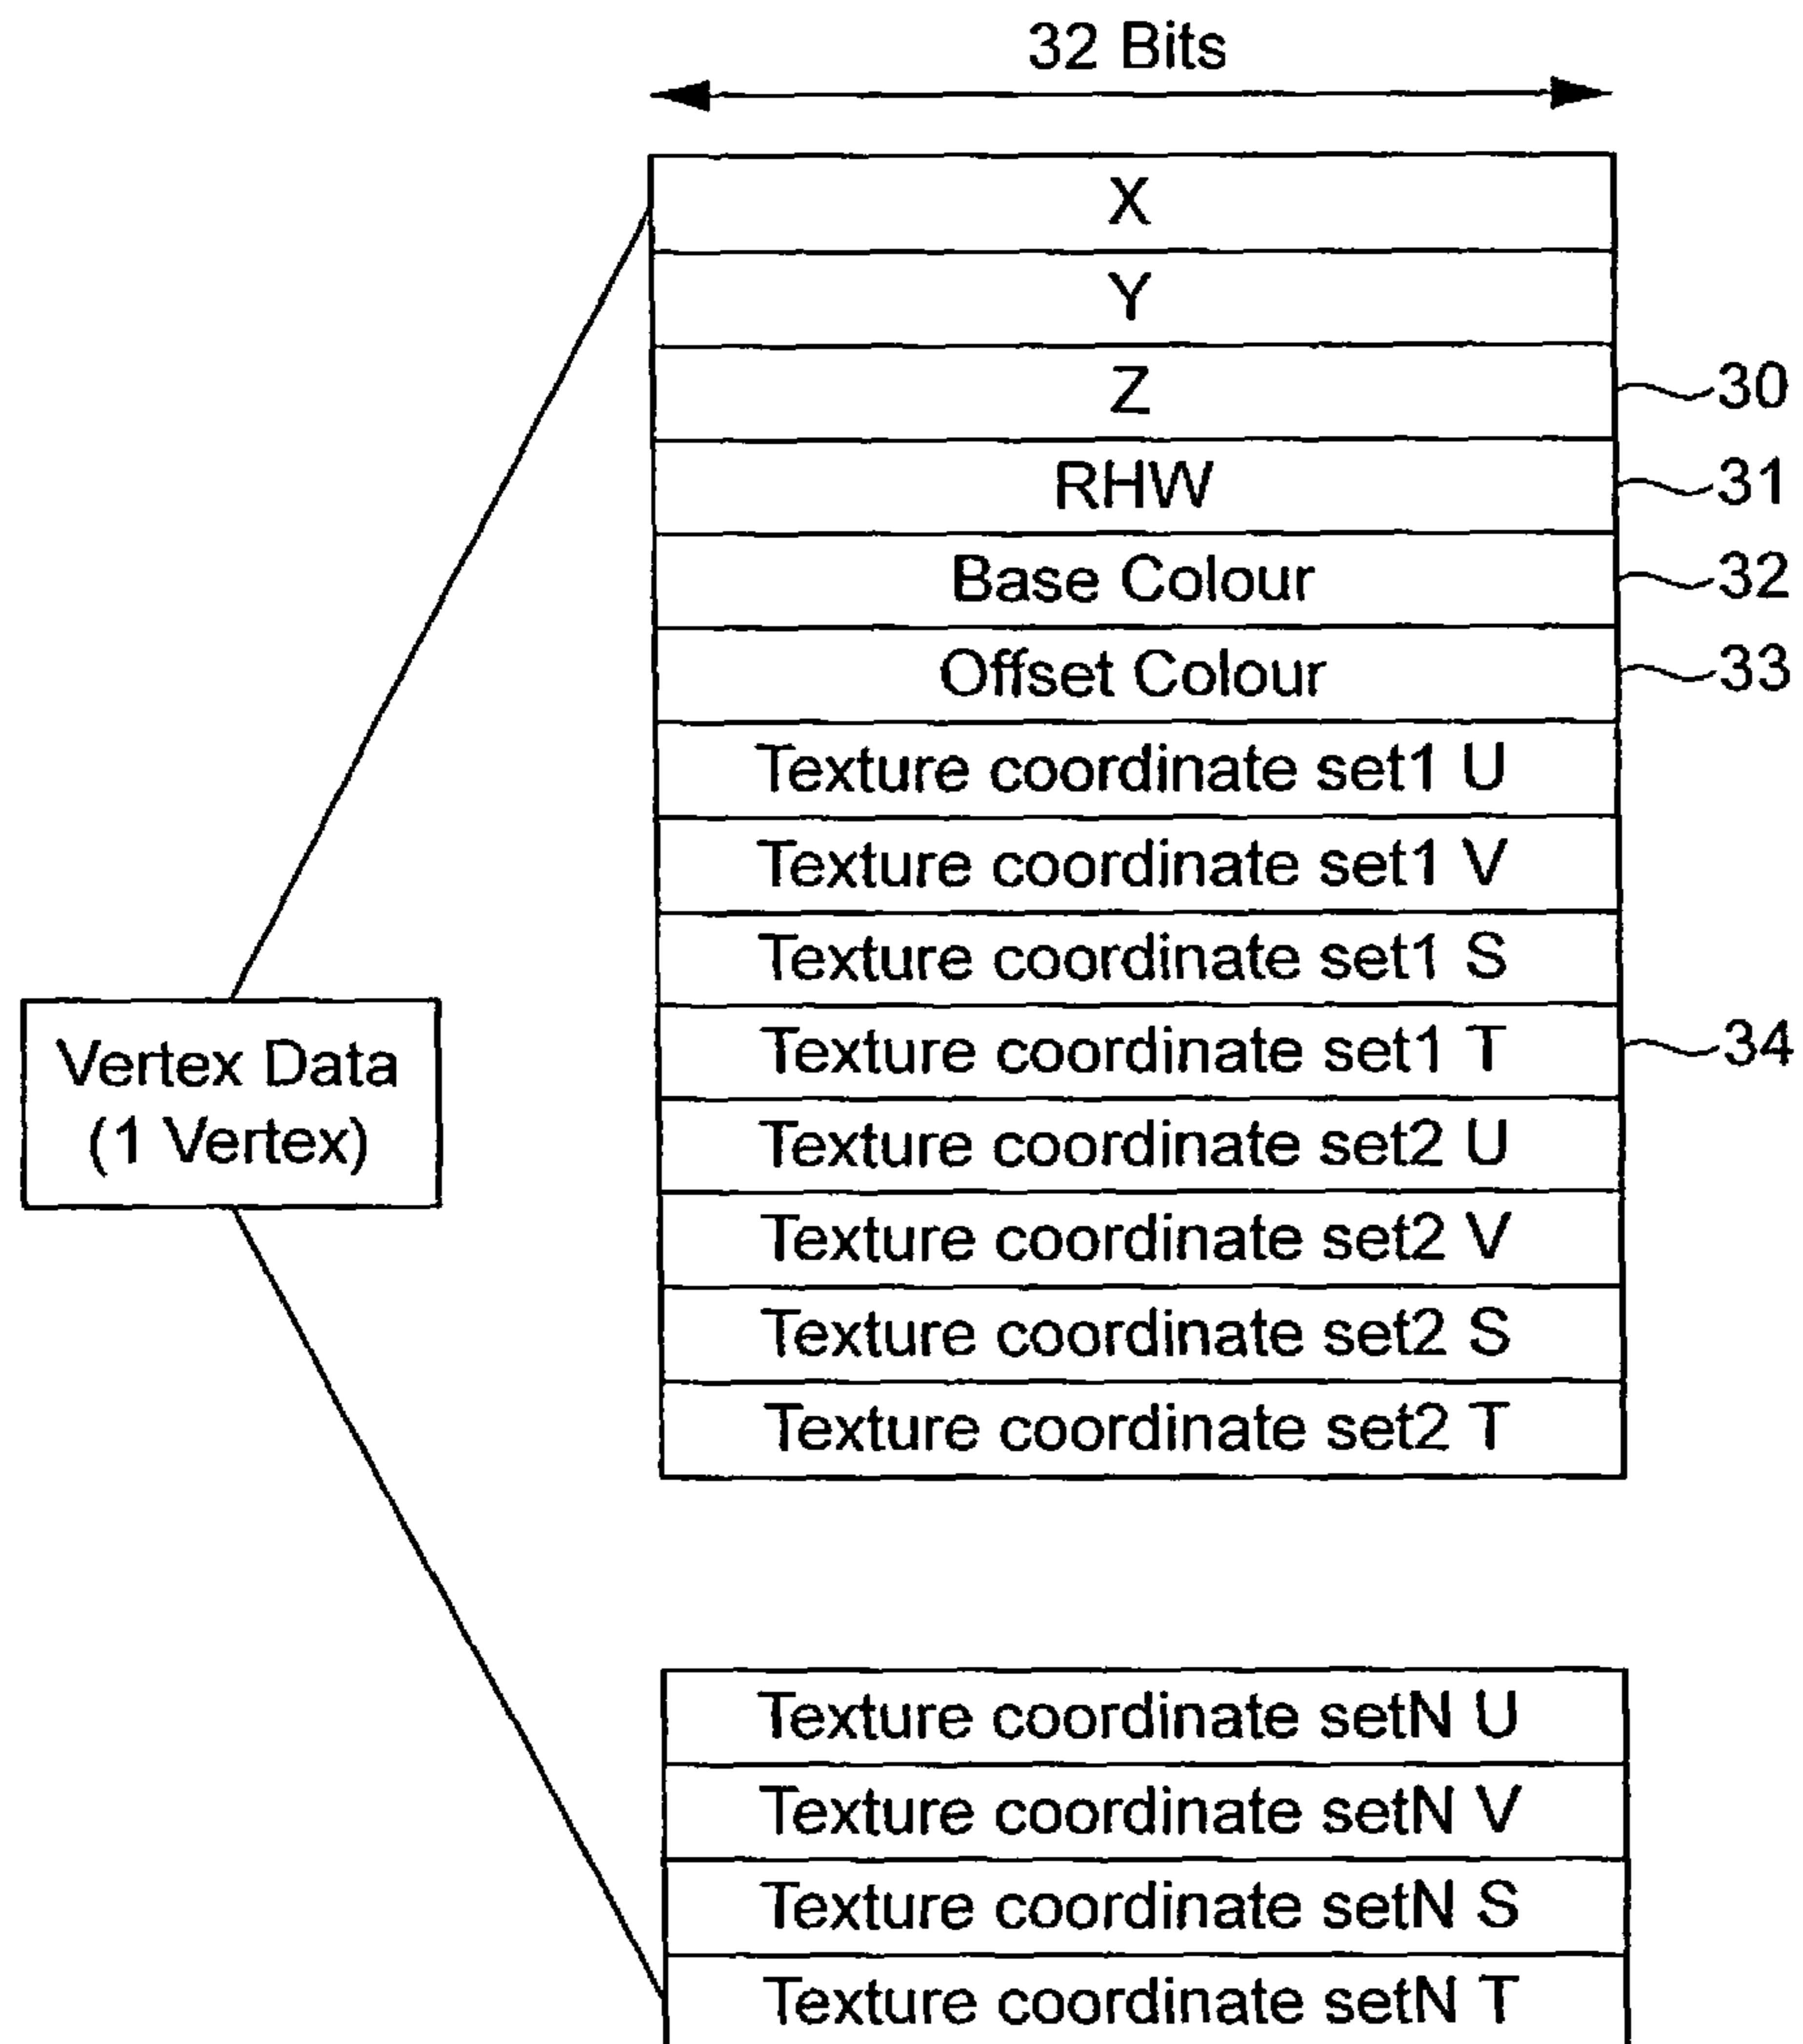 32 Bits
X
Y
Z
30
RHW
31
Base Colour
32
Offset Colour
33
Texture coordinate set1 U
Texture coordinate set1 V
Texture coordinate set1 S
Texture coordinate set1 T
34
Texture coordinate set2 U
Texture coordinate set2 V
Texture coordinate set2 S
Texture coordinate set2 T
Vertex Data
(1 Vertex)
Texture coordinate setN U
Texture coordinate setN V
Texture coordinate setN S
Texture coordinate setN T